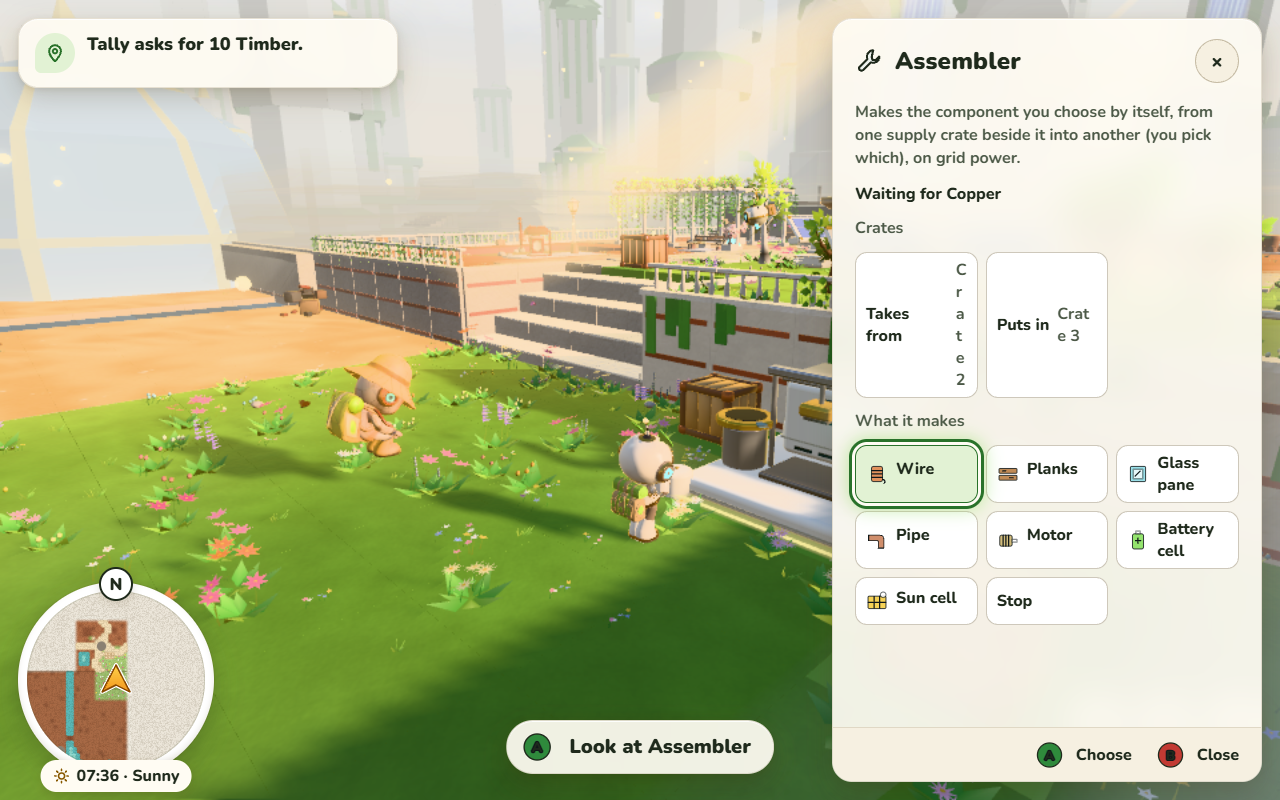 Tally asks for 10 Timber.
Assembler
Makes the component you choose by itself, from
one supply crate beside it into another (you pick
which), on grid power.
Waiting for Copper
Crates
Takes from
Crate 2
Puts in
Crate 3
What it makes
Wire
Planks
Glass pane
Pipe
Motor
Battery cell
Sun cell
Stop
N
07:36 · Sunny
A Look at Assembler
A Choose
B Close